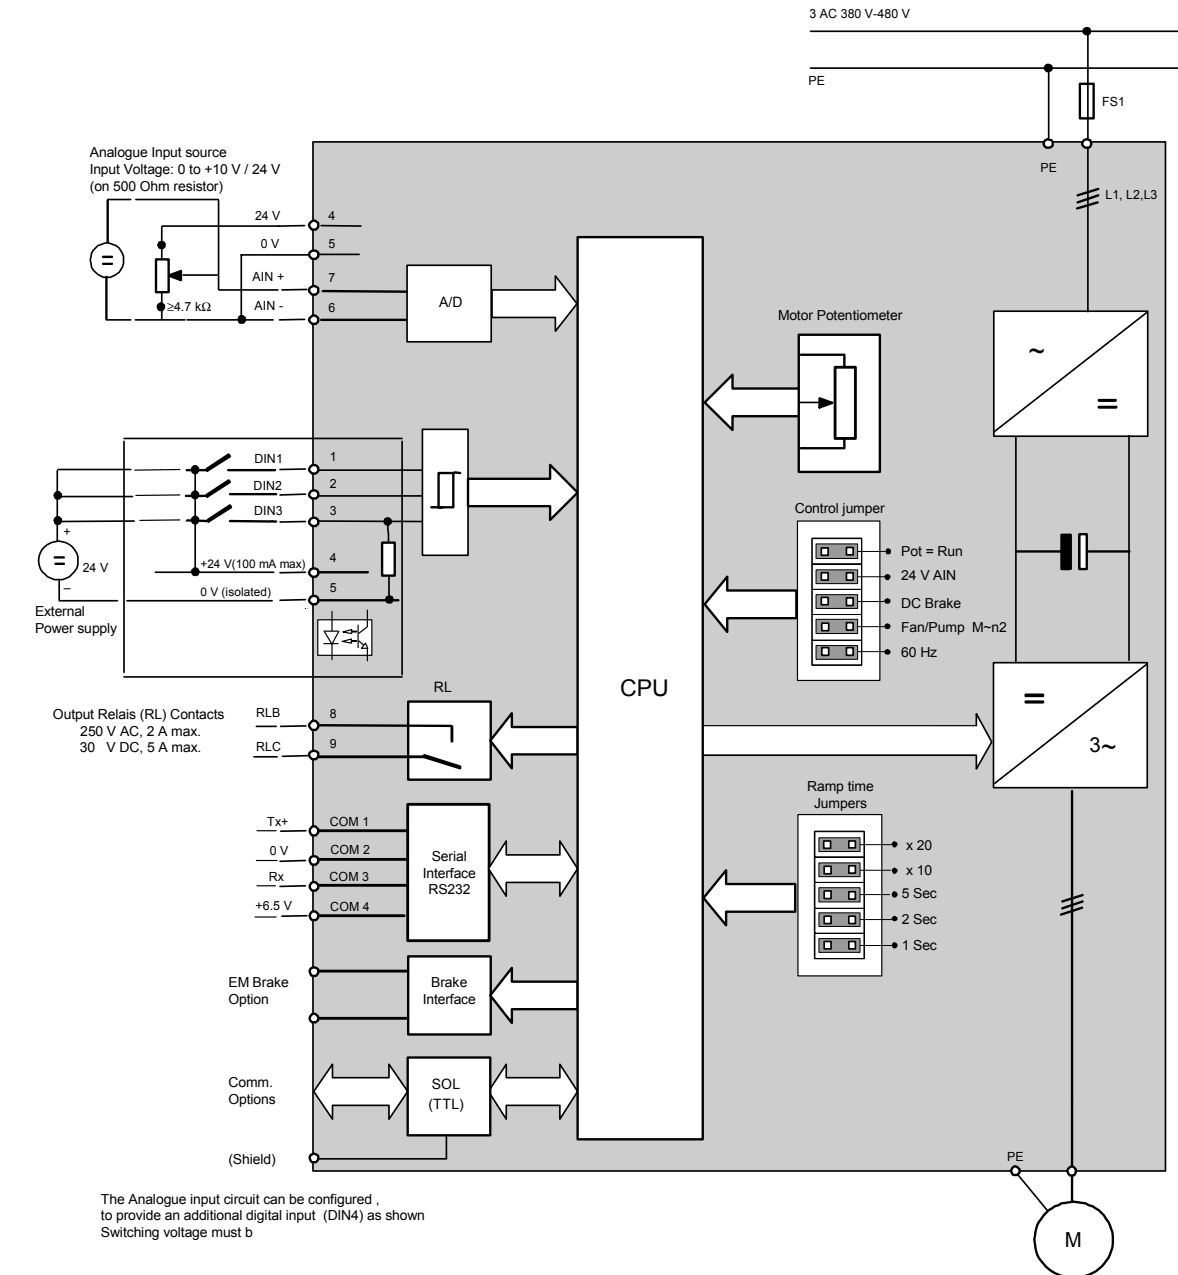 3 AC 380 V-480 V
PE
FS1
Analogue Input source
Input Voltage: 0 to +10 V / 24 V
(on 500 Ohm resistor)
PE
L1, L2,L3
24 V
4
0 V
5
AIN +
7
≥4.7 kΩ
AIN -
6
A/D
Motor Potentiometer
~
=
=
DIN1
1
DIN2
2
DIN3
3
+
=
24 V
–
+24 V(100 mA max)
4
0 V (isolated)
5
External
Power supply
Control jumper
Pot = Run
24 V AIN
DC Brake
Fan/Pump M~n2
60 Hz
CPU
=
3~
RL
Output Relais (RL) Contacts
250 V AC, 2 A max.
30 V DC, 5 A max.
RLB
8
RLC
9
Ramp time
Jumpers
x 20
x 10
5 Sec
2 Sec
1 Sec
Tx+
COM 1
0 V
COM 2
Rx
COM 3
+6.5 V
COM 4
Serial
Interface
RS232
EM Brake
Option
Brake
Interface
Comm.
Options
SOL
(TTL)
(Shield)
PE
M
The Analogue input circuit can be configured ,
to provide an additional digital input (DIN4) as shown
Switching voltage must b